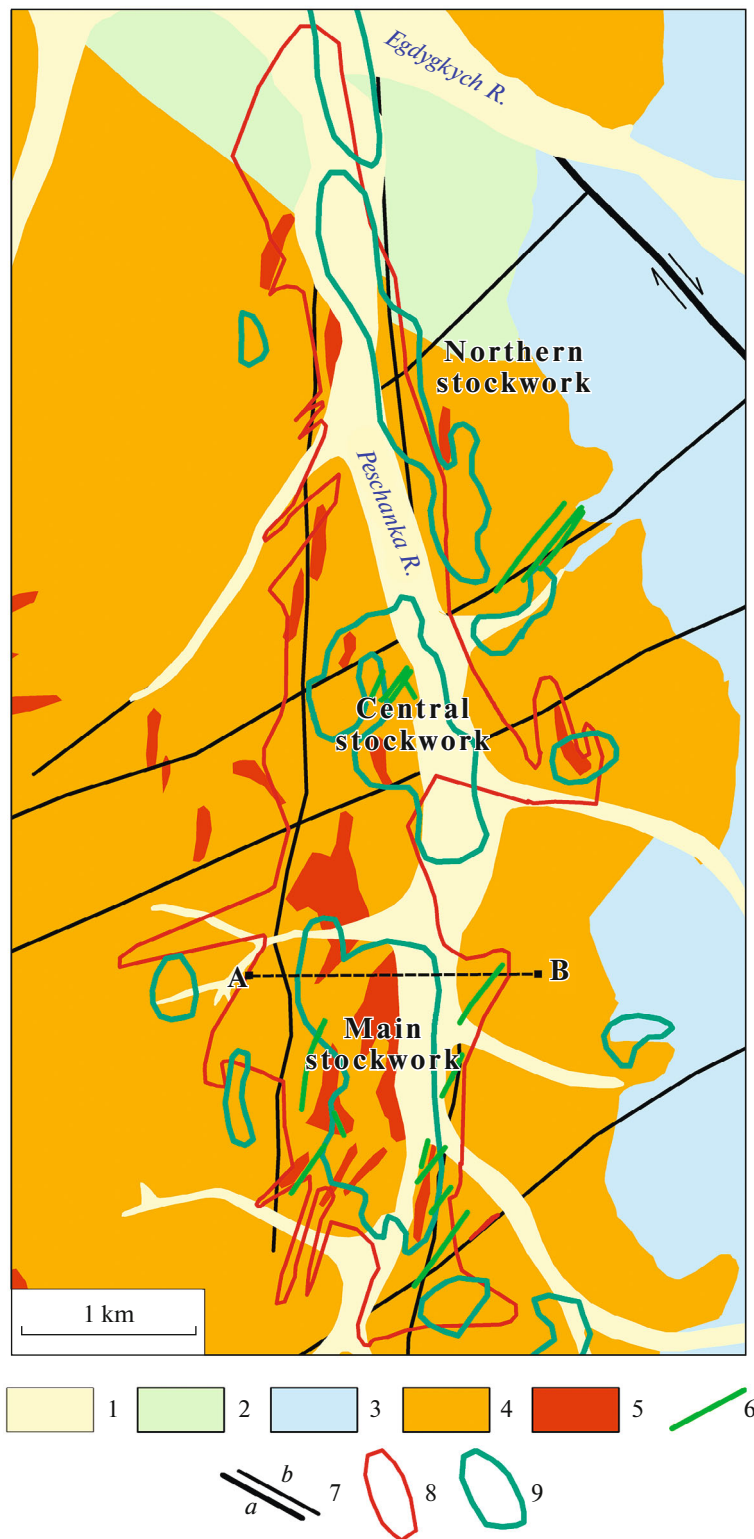 Egdygkych R.
Northern
stockwork
Peschanka R.
Central
stockwork
A
B
Main
stockwork
1 km
1
2
3
4
5
6
b
a
7
8
9